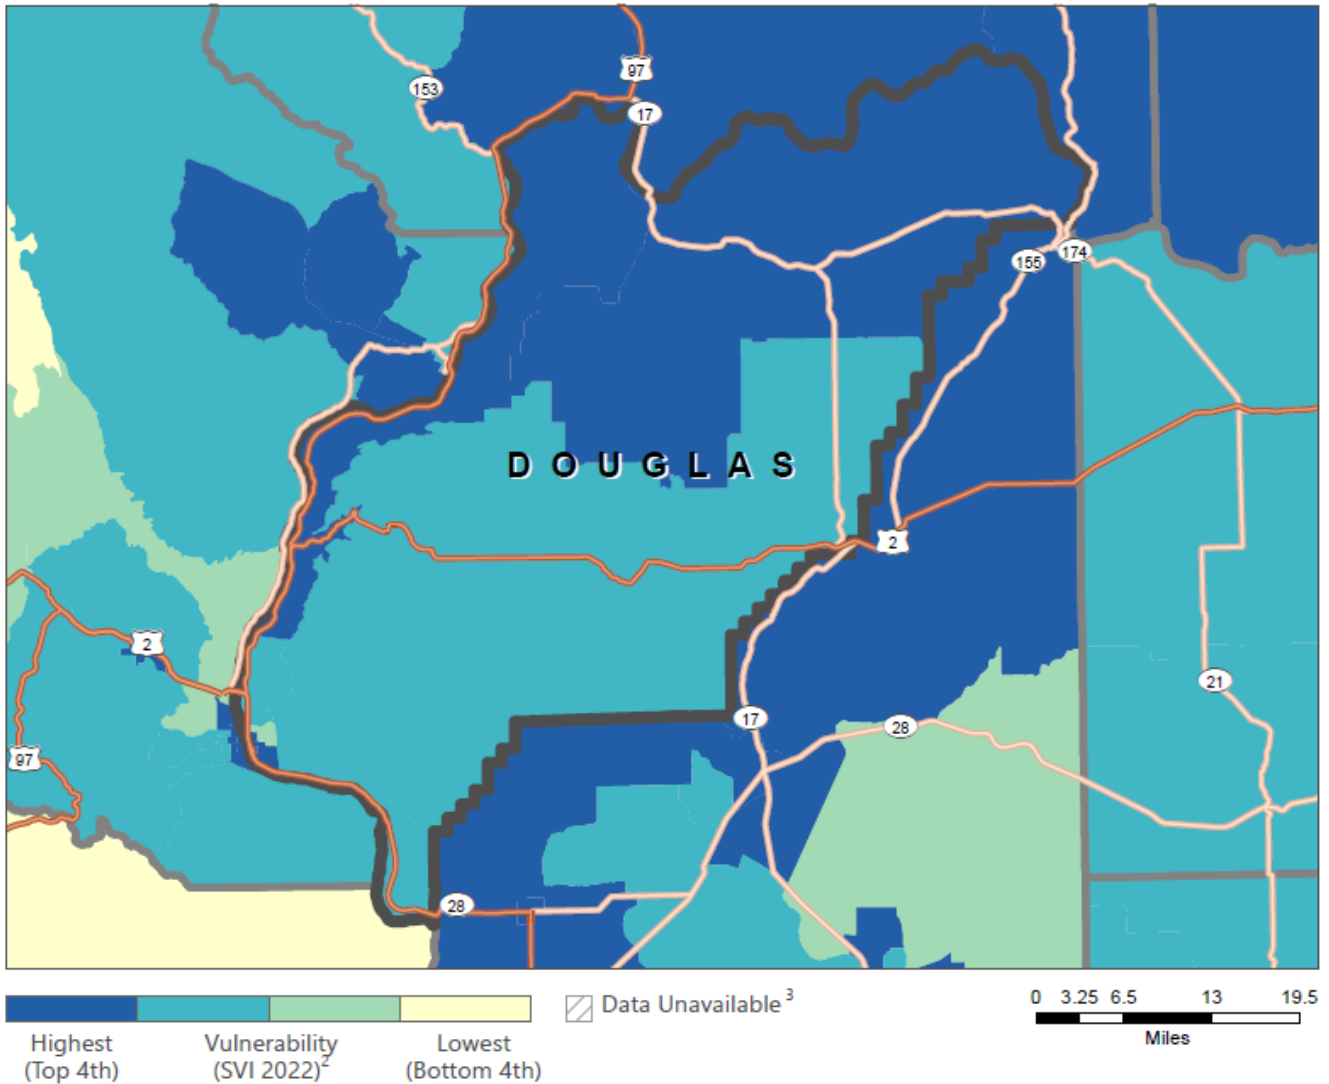 97
153
17
174
155
D O U G L A S
2
2
21
17
28
97
28
Data Unavailable 3
0 3.25 6.5 13 19.5
Miles
Highest
(Top 4th)
Vulnerability
(SVI 2022)2
Lowest
(Bottom 4th)